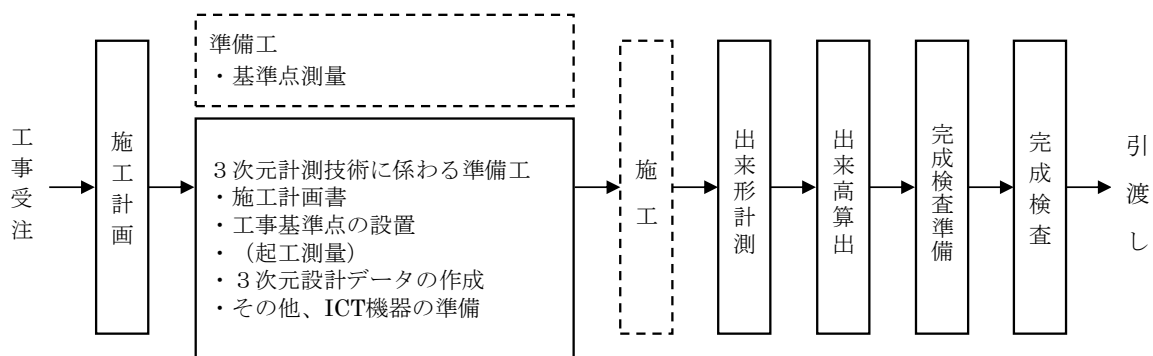 工事受注
施工計画
準備工
・基準点測量
３次元計測技術に係わる準備工
・施工計画書
・工事基準点の設置
・（起工測量）
・３次元設計データの作成
・その他、ICT機器の準備
施工
出来形計測
出来高算出
完成検査準備
完成検査
引渡し